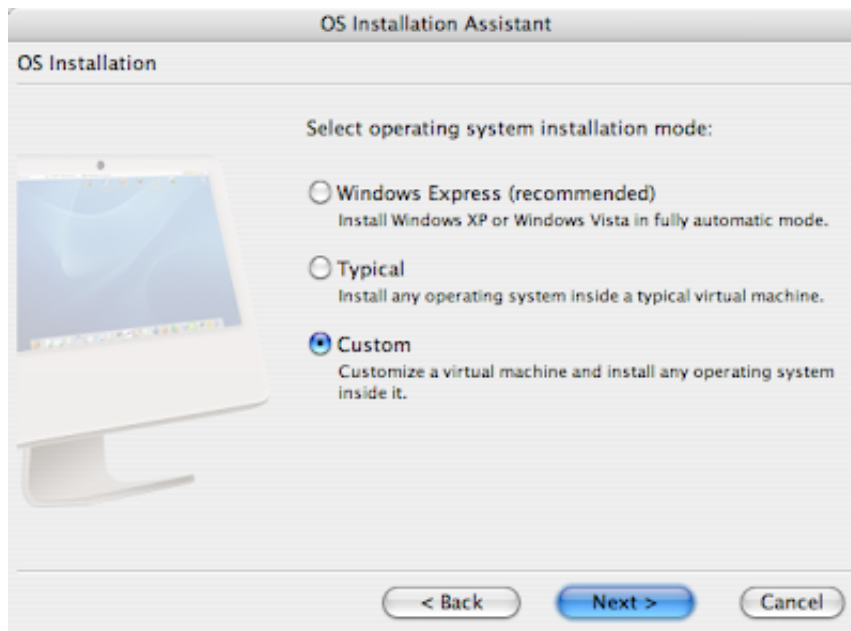 OS Installation Assistant
OS Installation
Select operating system installation mode:
Windows Express (recommended)
Install Windows XP or Windows Vista in fully automatic mode.
Typical
Install any operating system inside a typical virtual machine.
Custom
Customize a virtual machine and install any operating system
inside it.
< Back
Next >
Cancel